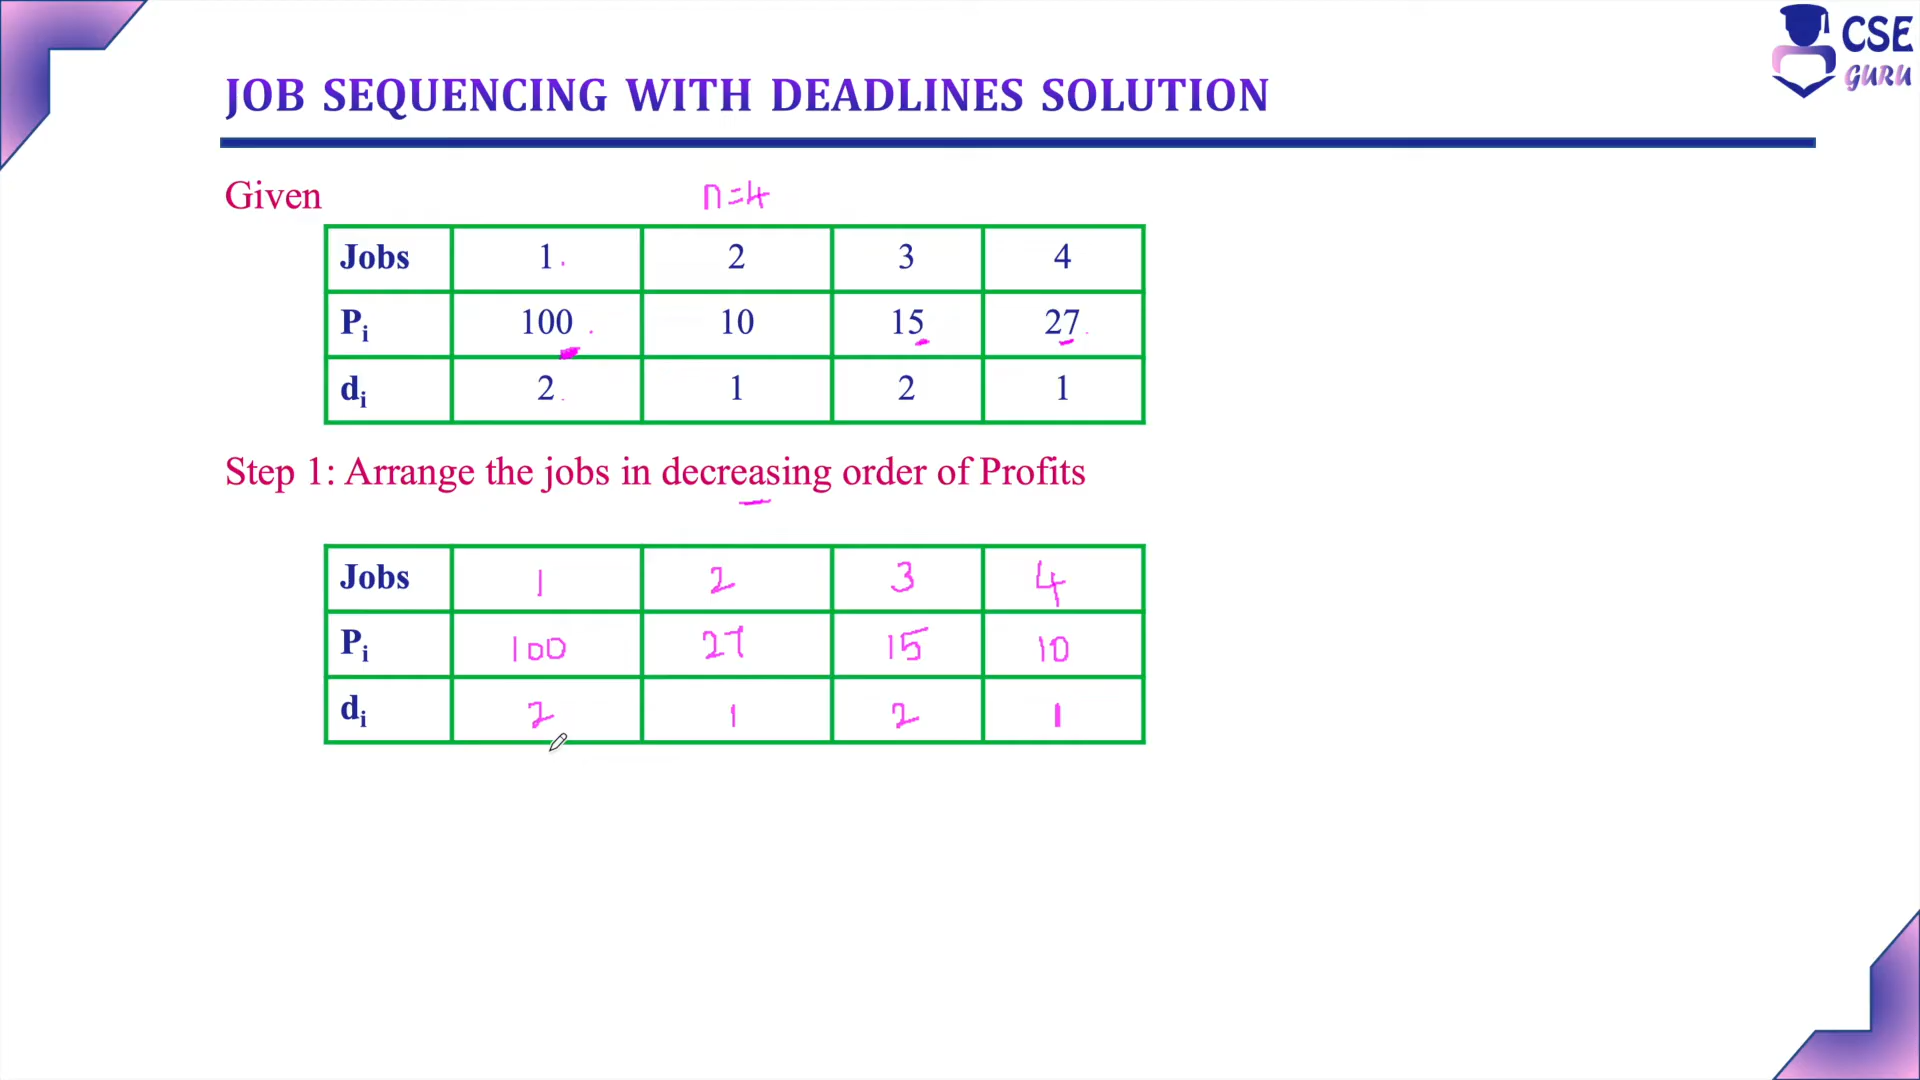 CSE
GURU
JOB SEQUENCING WITH DEADLINES SOLUTION
Given
n=4
Jobs 1 2 3 4
Pi 100 10 15 27
di 2 1 2 1
Step 1: Arrange the jobs in decreasing order of Profits
Jobs 1 2 3 4
Pi 100 27 15 10
di 2 1 2 1